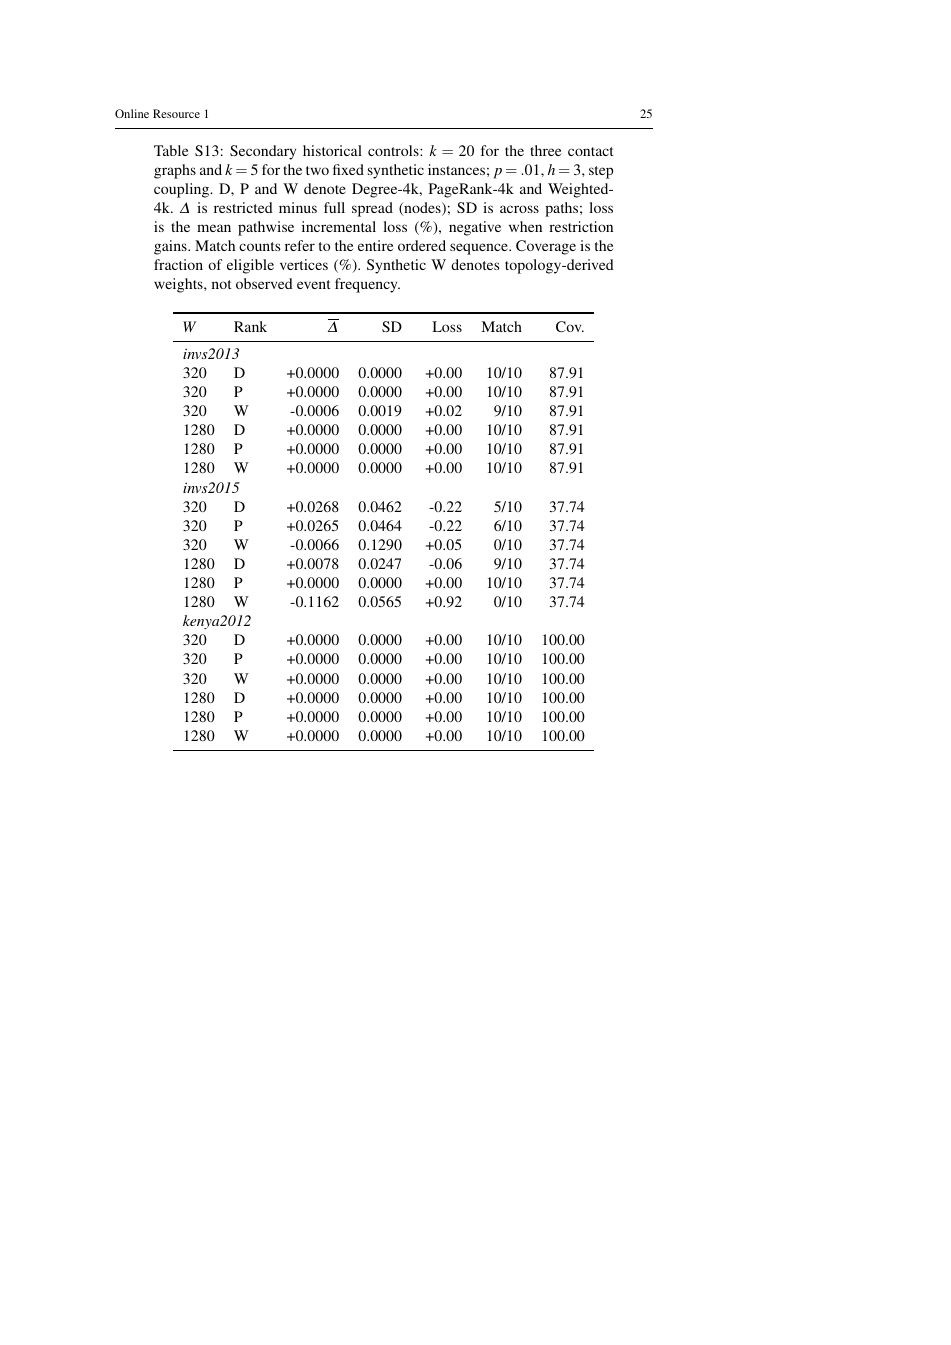 Online Resource 1 25
Table S13: Secondary historical controls: k = 20 for the three contact
graphs and k = 5 for the two fixed synthetic instances; p = .01, h = 3, step
coupling. D, P and W denote Degree-4k, PageRank-4k and Weighted-
4k. Δ is restricted minus full spread (nodes); SD is across paths; loss
is the mean pathwise incremental loss (%), negative when restriction
gains. Match counts refer to the entire ordered sequence. Coverage is the
fraction of eligible vertices (%). Synthetic W denotes topology-derived
weights, not observed event frequency.
W Rank Δ̅ SD Loss Match Cov.
invs2013
320 D +0.0000 0.0000 +0.00 10/10 87.91
320 P +0.0000 0.0000 +0.00 10/10 87.91
320 W -0.0006 0.0019 +0.02 9/10 87.91
1280 D +0.0000 0.0000 +0.00 10/10 87.91
1280 P +0.0000 0.0000 +0.00 10/10 87.91
1280 W +0.0000 0.0000 +0.00 10/10 87.91
invs2015
320 D +0.0268 0.0462 -0.22 5/10 37.74
320 P +0.0265 0.0464 -0.22 6/10 37.74
320 W -0.0066 0.1290 +0.05 0/10 37.74
1280 D +0.0078 0.0247 -0.06 9/10 37.74
1280 P +0.0000 0.0000 +0.00 10/10 37.74
1280 W -0.1162 0.0565 +0.92 0/10 37.74
kenya2012
320 D +0.0000 0.0000 +0.00 10/10 100.00
320 P +0.0000 0.0000 +0.00 10/10 100.00
320 W +0.0000 0.0000 +0.00 10/10 100.00
1280 D +0.0000 0.0000 +0.00 10/10 100.00
1280 P +0.0000 0.0000 +0.00 10/10 100.00
1280 W +0.0000 0.0000 +0.00 10/10 100.00